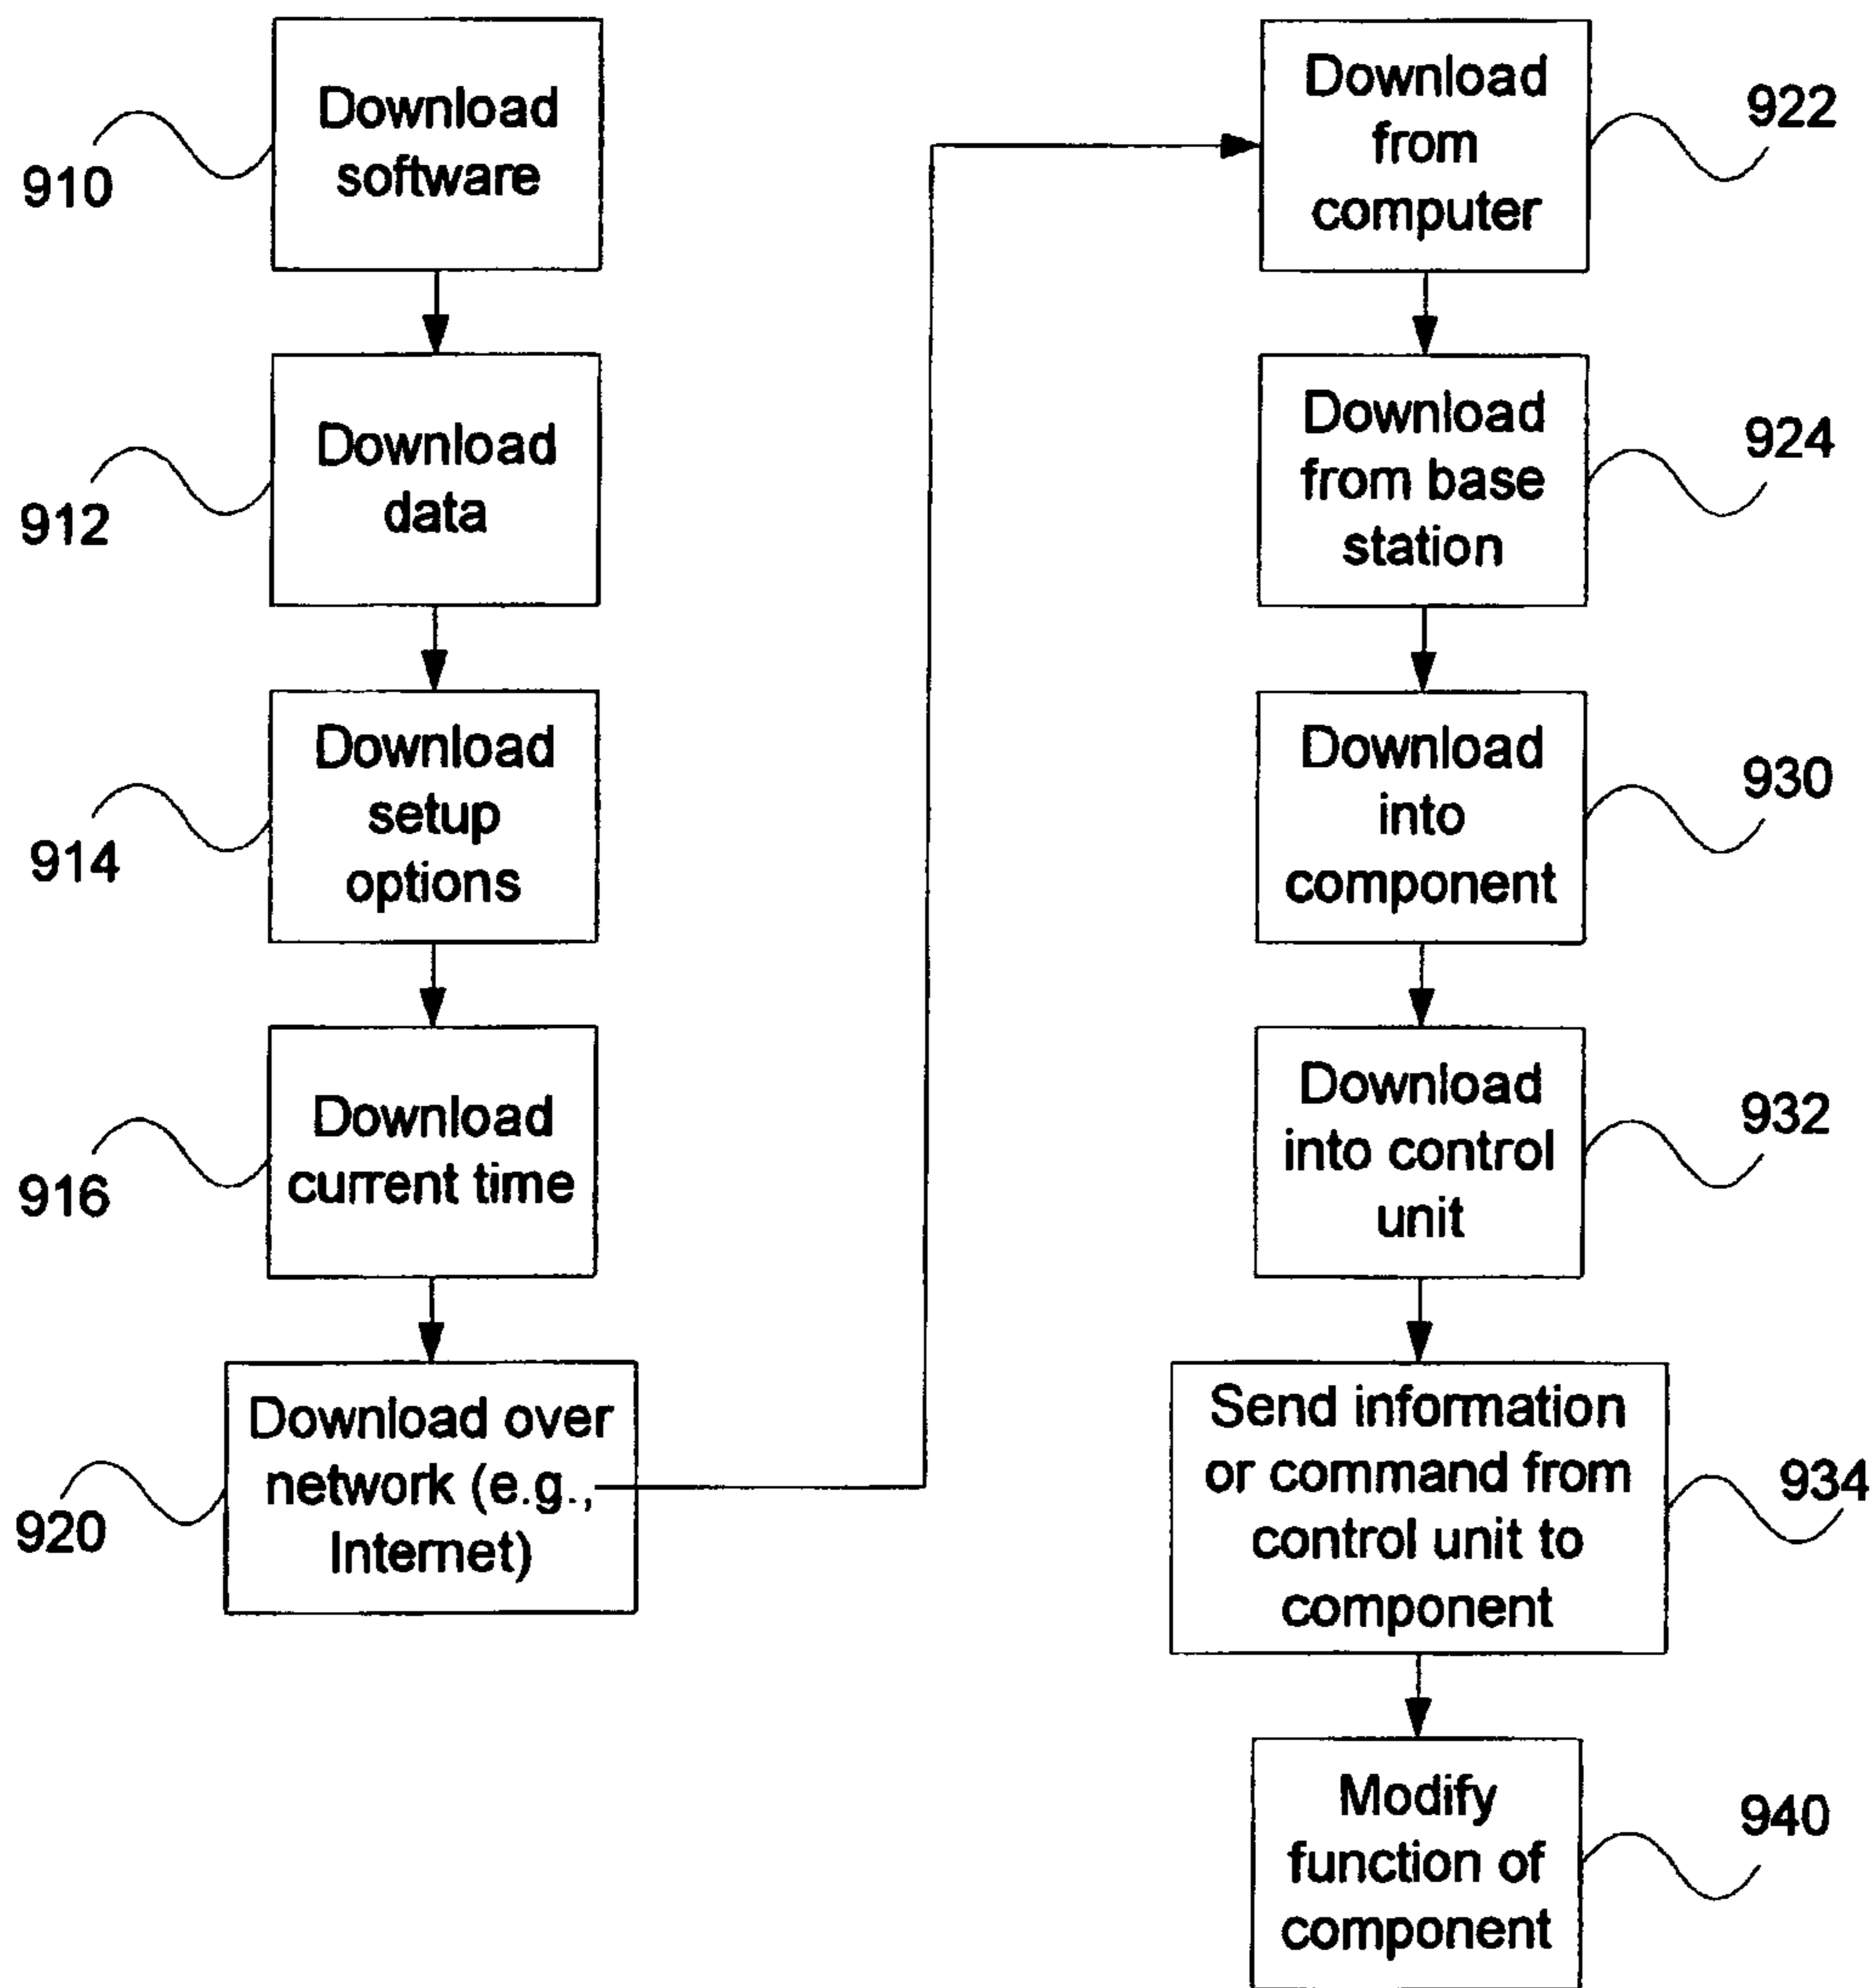 Download
software
910
Download
data
912
Download
setup
options
914
Download
current time
916
Download over
network (e.g.,
Internet)
920
Download
from
computer
922
Download
from base
station
924
Download
into
component
930
Download
into control
unit
932
Send information
or command from
control unit to
component
934
Modify
function of
component
940